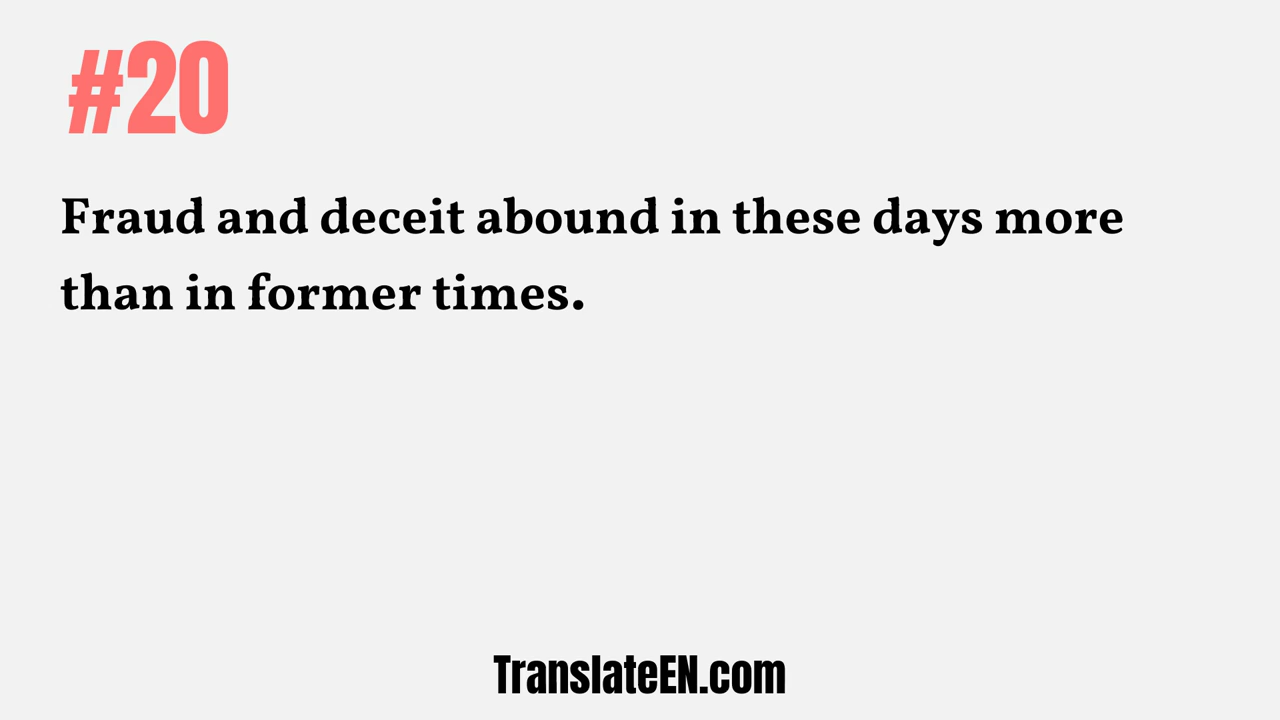 #20
Fraud and deceit abound in these days more
than in former times.
TranslateEN.com